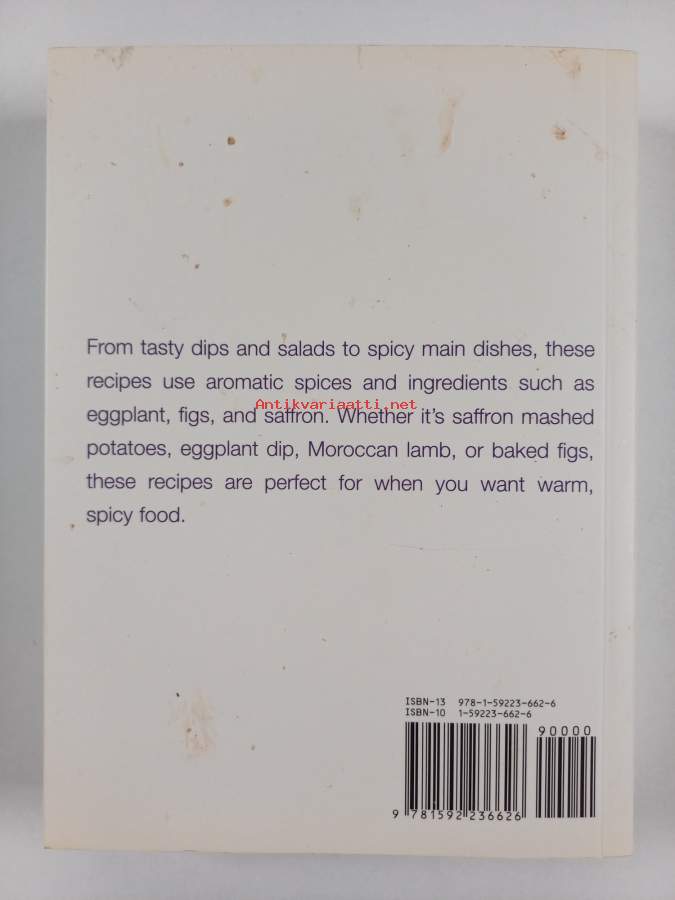 From tasty dips and salads to spicy main dishes, these
recipes use aromatic spices and ingredients such as
Antikvariaatti.net
eggplant, figs, and saffron. Whether it's saffron mashed
potatoes, eggplant dip, Moroccan lamb, or baked figs,
these recipes are perfect for when you want warm,
spicy food.
ISBN-13 978-1-59223-662-6
ISBN-10 1-59223-662-6
90000
9 781592 236626